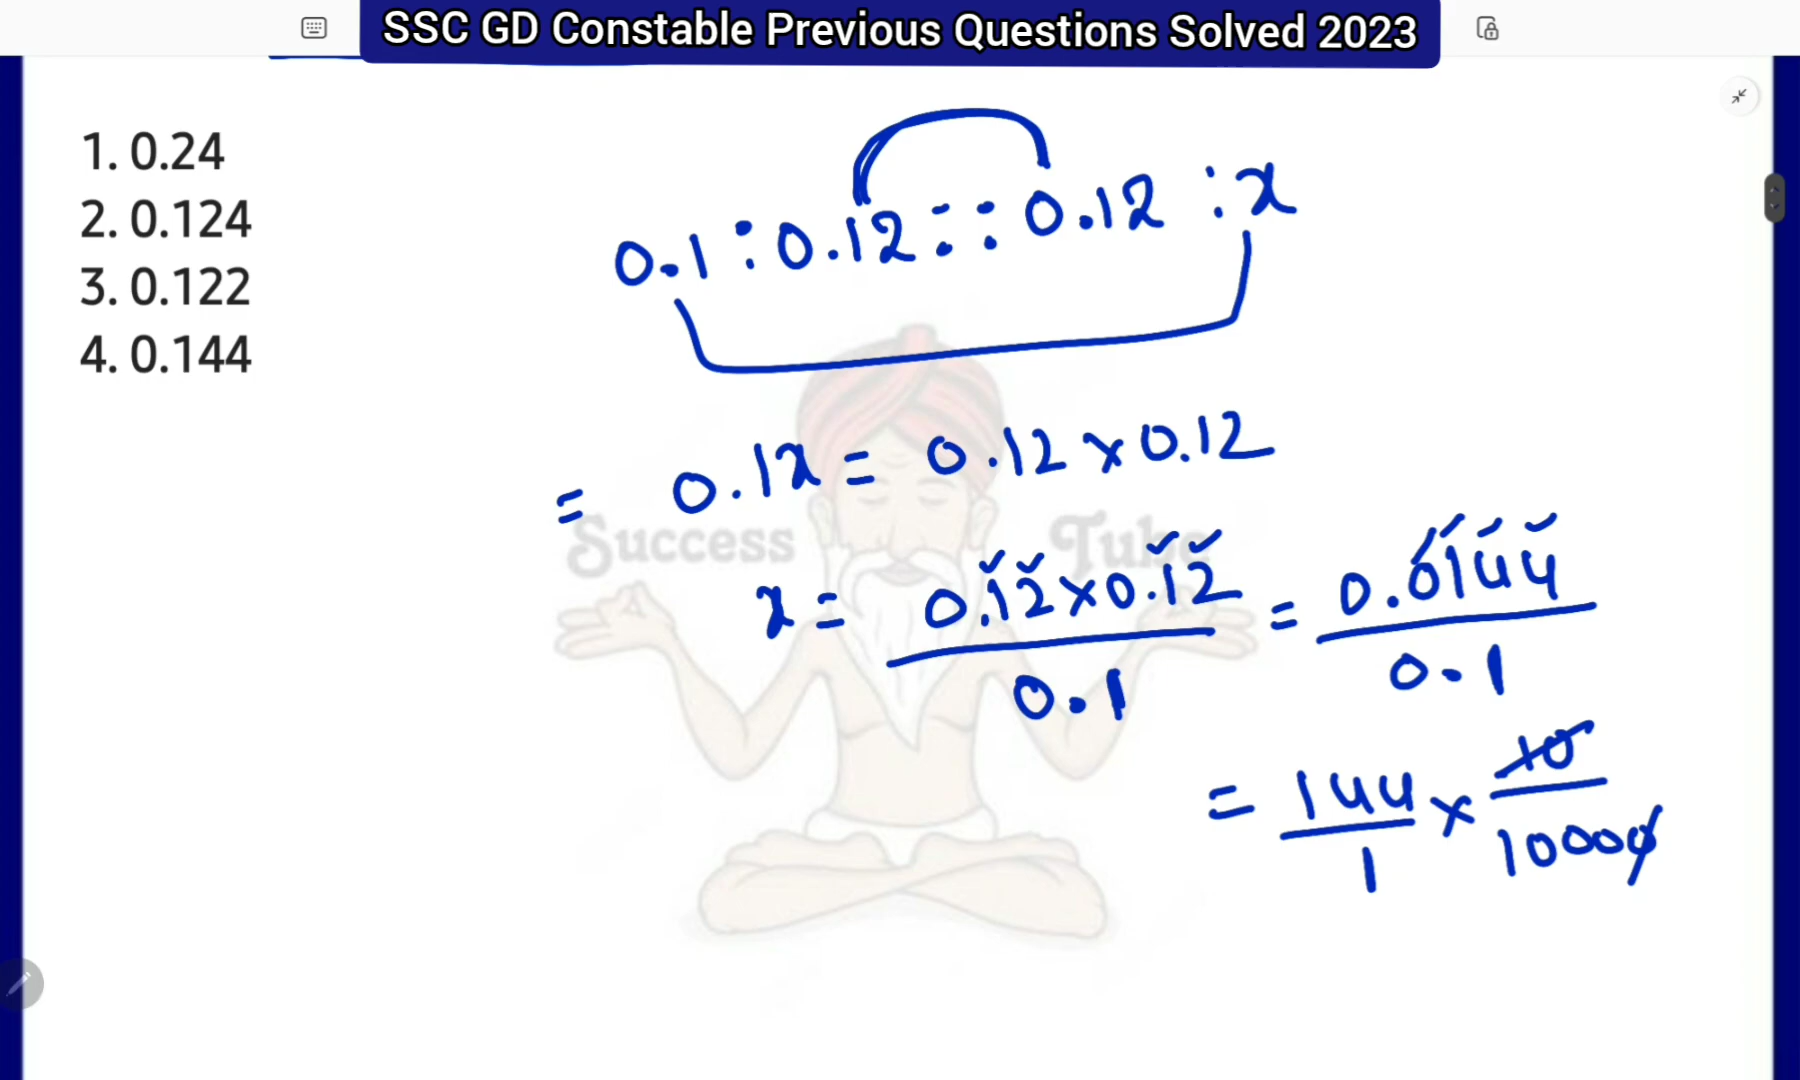 SSC GD Constable Previous Questions Solved 2023
1. 0.24
2. 0.124
3. 0.122
4. 0.144
0.1 : 0.12 :: 0.12 : x
= 0.1x = 0.12 × 0.12
Success Tube
x = 0.12 × 0.12 / 0.1 = 0.0144 / 0.1
= 144 / 1 × 10 / 10000